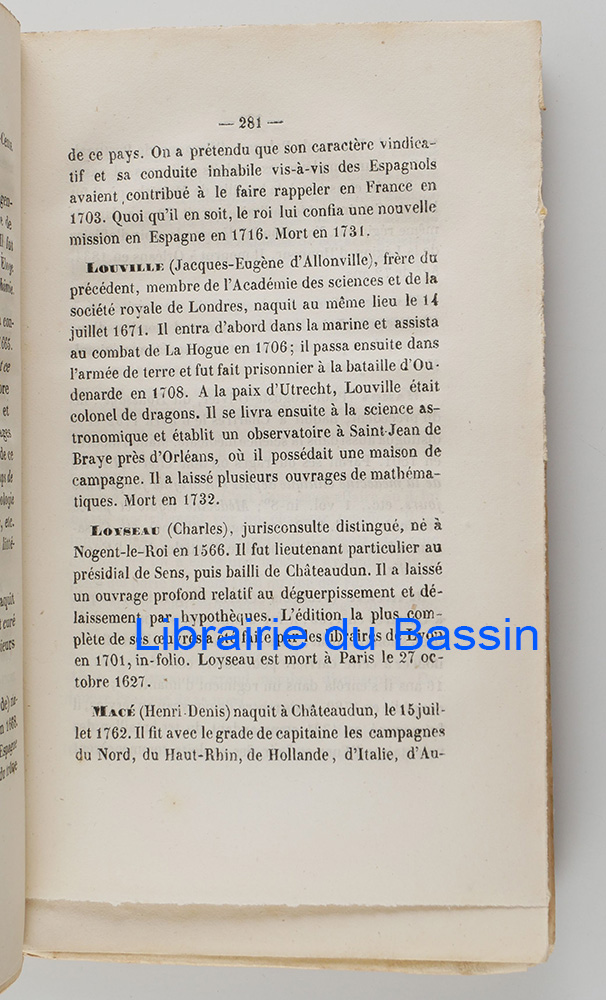 — 281 —
de ce pays. On a prétendu que son caractère vindica-
tif et sa conduite inhabile vis-à-vis des Espagnols
avaient contribué à le faire rappeler en France en
1703. Quoi qu'il en soit, le roi lui confia une nouvelle
mission en Espagne en 1716. Mort en 1731.
LOUVILLE (Jacques-Eugène d'Allonville), frère du
précédent, membre de l'Académie des sciences et de la
société royale de Londres, naquit au même lieu le 14
juillet 1671. Il entra d'abord dans la marine et assista
au combat de La Hogue en 1706; il passa ensuite dans
l'armée de terre et fut fait prisonnier à la bataille d'Ou-
denarde en 1708. A la paix d'Utrecht, Louville était
colonel de dragons. Il se livra ensuite à la science as-
tronomique et établit un observatoire à Saint-Jean de
Braye près d'Orléans, où il possédait une maison de
campagne. Il a laissé plusieurs ouvrages de mathéma-
tiques. Mort en 1732.
LOYSEAU (Charles), jurisconsulte distingué, né à
Nogent-le-Roi en 1566. Il fut lieutenant particulier au
présidial de Sens, puis bailli de Châteaudun. Il a laissé
un ouvrage profond relatif au déguerpissement et dé-
laissement par hypothèques. L'édition la plus com-
plète de ses œuvres a été faite par les libraires de Lyon
Librairie du Bassin
en 1701, in-folio. Loyseau est mort à Paris le 27 oc-
tobre 1627.
MACÉ (Henri-Denis) naquit à Châteaudun, le 15 juil-
let 1762. Il fit avec le grade de capitaine les campagnes
du Nord, du Haut-Rhin, de Hollande, d'Italie, d'Au-